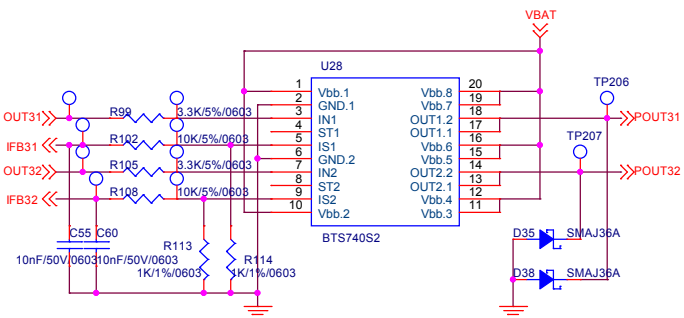 VBAT
U28
1 Vbb.1 Vbb.8 20
2 GND.1 Vbb.7 19
3 IN1 OUT1.2 18
4 ST1 OUT1.1 17
5 IS1 Vbb.6 16
6 GND.2 Vbb.5 15
7 IN2 OUT2.2 14
8 ST2 OUT2.1 13
9 IS2 Vbb.4 12
10 Vbb.2 Vbb.3 11
BTS740S2
OUT31 R99 3.3K/5%/0603
IFB31 R102 10K/5%/0603
OUT32 R105 3.3K/5%/0603
IFB32 R108 10K/5%/0603
TP206
POUT31
TP207
POUT32
C55 C60
10nF/50V/0603 10nF/50V/0603
R113
1K/1%/0603
R114
1K/1%/0603
D35 SMAJ36A
D38 SMAJ36A